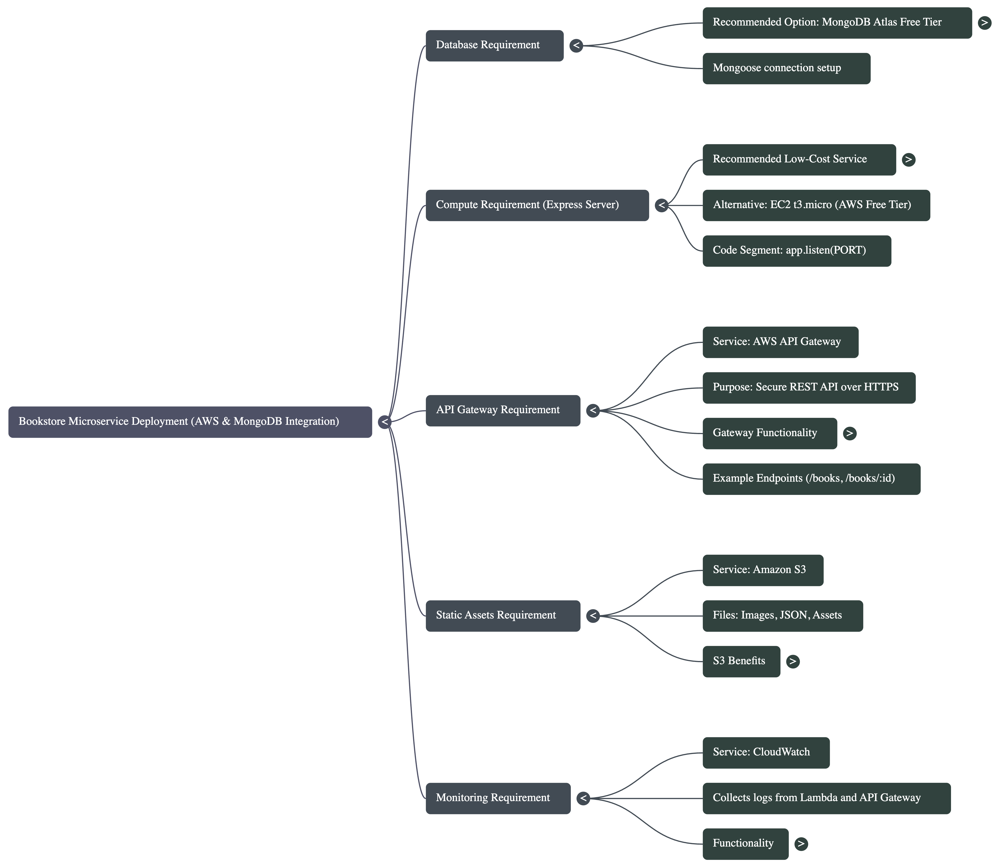 Bookstore Microservice Deployment (AWS & MongoDB Integration)
<
Database Requirement
<
Recommended Option: MongoDB Atlas Free Tier
>
Mongoose connection setup
Compute Requirement (Express Server)
<
Recommended Low-Cost Service
>
Alternative: EC2 t3.micro (AWS Free Tier)
Code Segment: app.listen(PORT)
API Gateway Requirement
<
Service: AWS API Gateway
Purpose: Secure REST API over HTTPS
Gateway Functionality
>
Example Endpoints (/books, /books/:id)
Static Assets Requirement
<
Service: Amazon S3
Files: Images, JSON, Assets
S3 Benefits
>
Monitoring Requirement
<
Service: CloudWatch
Collects logs from Lambda and API Gateway
Functionality
>